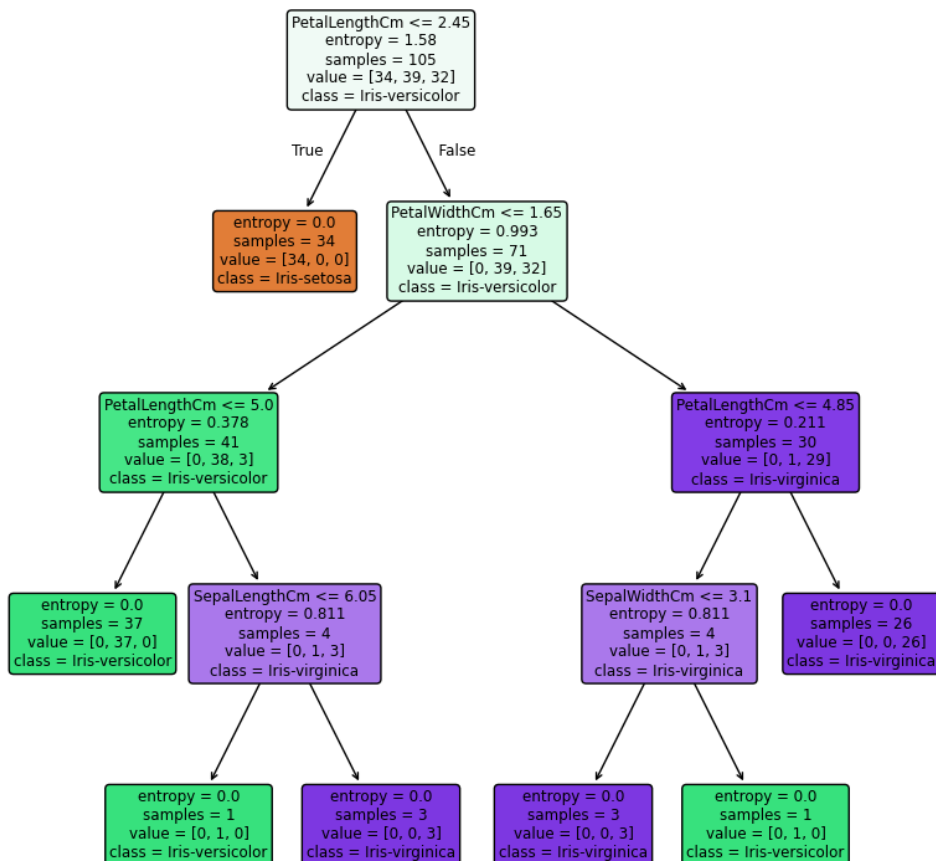 PetalLengthCm <= 2.45
entropy = 1.58
samples = 105
value = [34, 39, 32]
class = Iris-versicolor
True
False
entropy = 0.0
samples = 34
value = [34, 0, 0]
class = Iris-setosa
PetalWidthCm <= 1.65
entropy = 0.993
samples = 71
value = [0, 39, 32]
class = Iris-versicolor
PetalLengthCm <= 5.0
entropy = 0.378
samples = 41
value = [0, 38, 3]
class = Iris-versicolor
PetalLengthCm <= 4.85
entropy = 0.211
samples = 30
value = [0, 1, 29]
class = Iris-virginica
entropy = 0.0
samples = 37
value = [0, 37, 0]
class = Iris-versicolor
SepalLengthCm <= 6.05
entropy = 0.811
samples = 4
value = [0, 1, 3]
class = Iris-virginica
SepalWidthCm <= 3.1
entropy = 0.811
samples = 4
value = [0, 1, 3]
class = Iris-virginica
entropy = 0.0
samples = 26
value = [0, 0, 26]
class = Iris-virginica
entropy = 0.0
samples = 1
value = [0, 1, 0]
class = Iris-versicolor
entropy = 0.0
samples = 3
value = [0, 0, 3]
class = Iris-virginica
entropy = 0.0
samples = 3
value = [0, 0, 3]
class = Iris-virginica
entropy = 0.0
samples = 1
value = [0, 1, 0]
class = Iris-versicolor